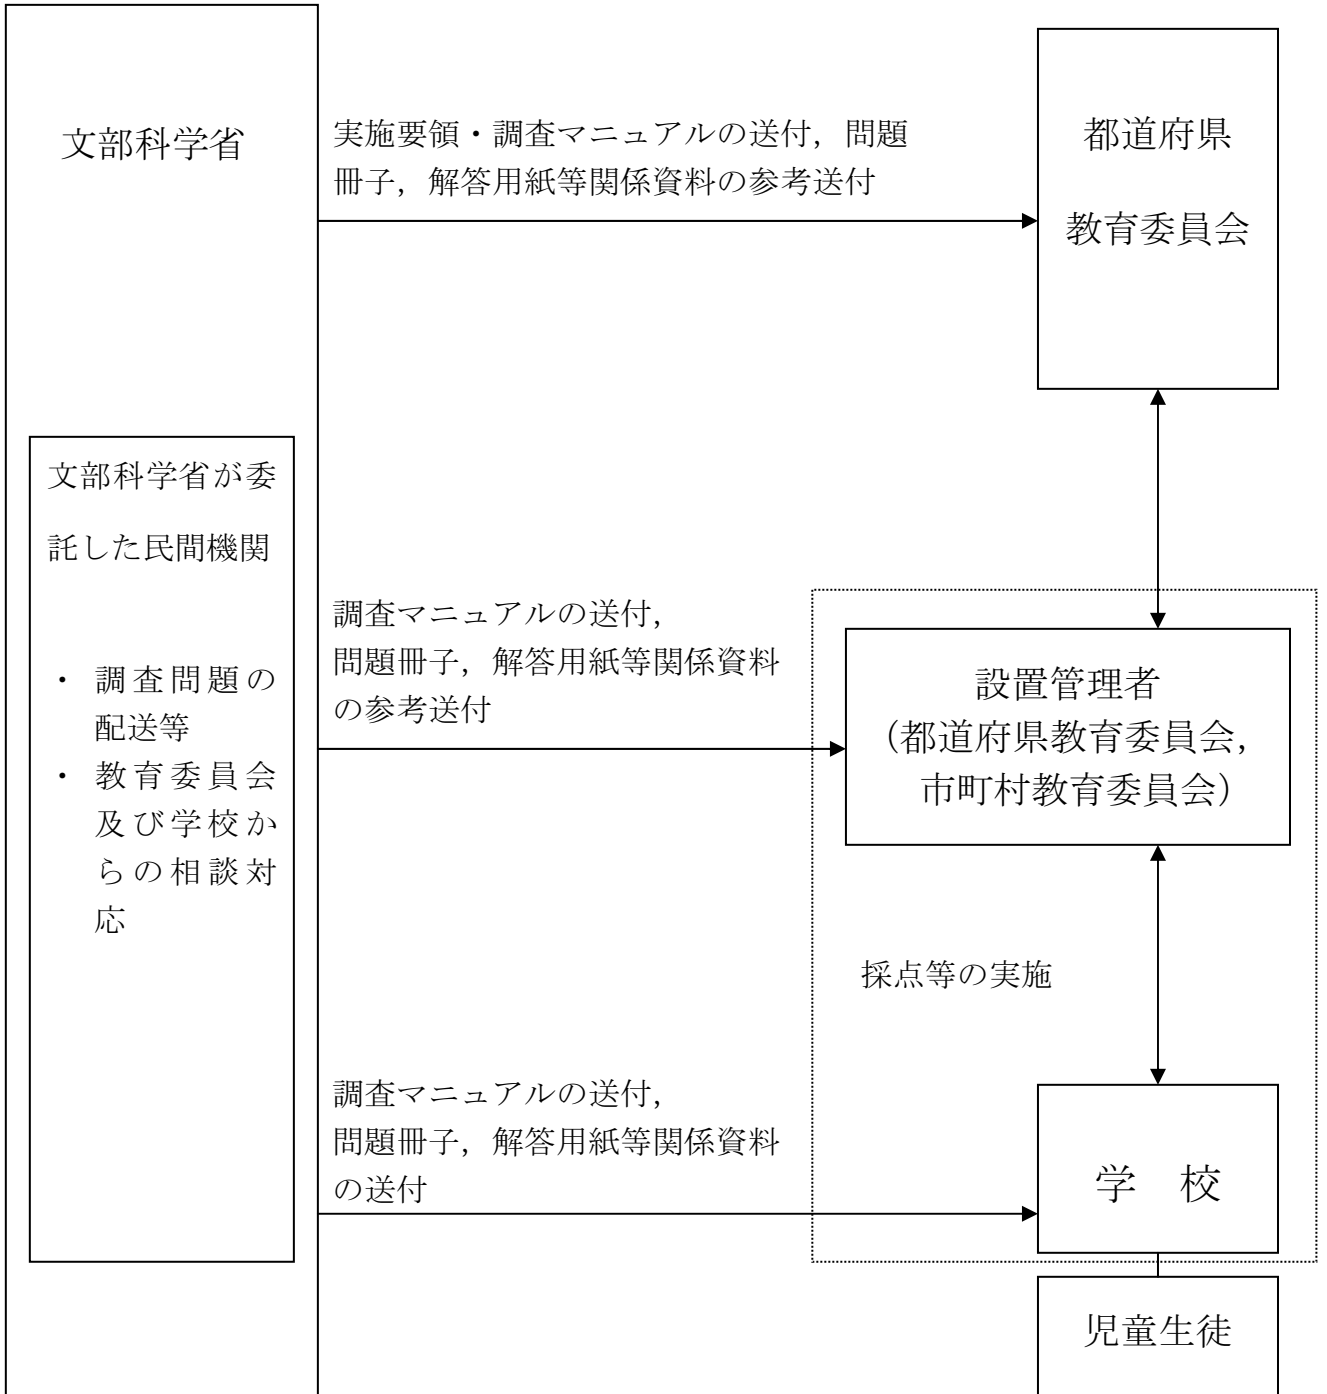 文部科学省
実施要領・調査マニュアルの送付，問題
冊子，解答用紙等関係資料の参考送付
都道府県
教育委員会
文部科学省が委
託した民間機関
・ 調査問題の
配送等
・ 教育委員会
及び学校か
らの相談対
応
調査マニュアルの送付，
問題冊子，解答用紙等関係資料
の参考送付
設置管理者
（都道府県教育委員会，
市町村教育委員会）
採点等の実施
調査マニュアルの送付，
問題冊子，解答用紙等関係資料
の送付
学　校
児童生徒